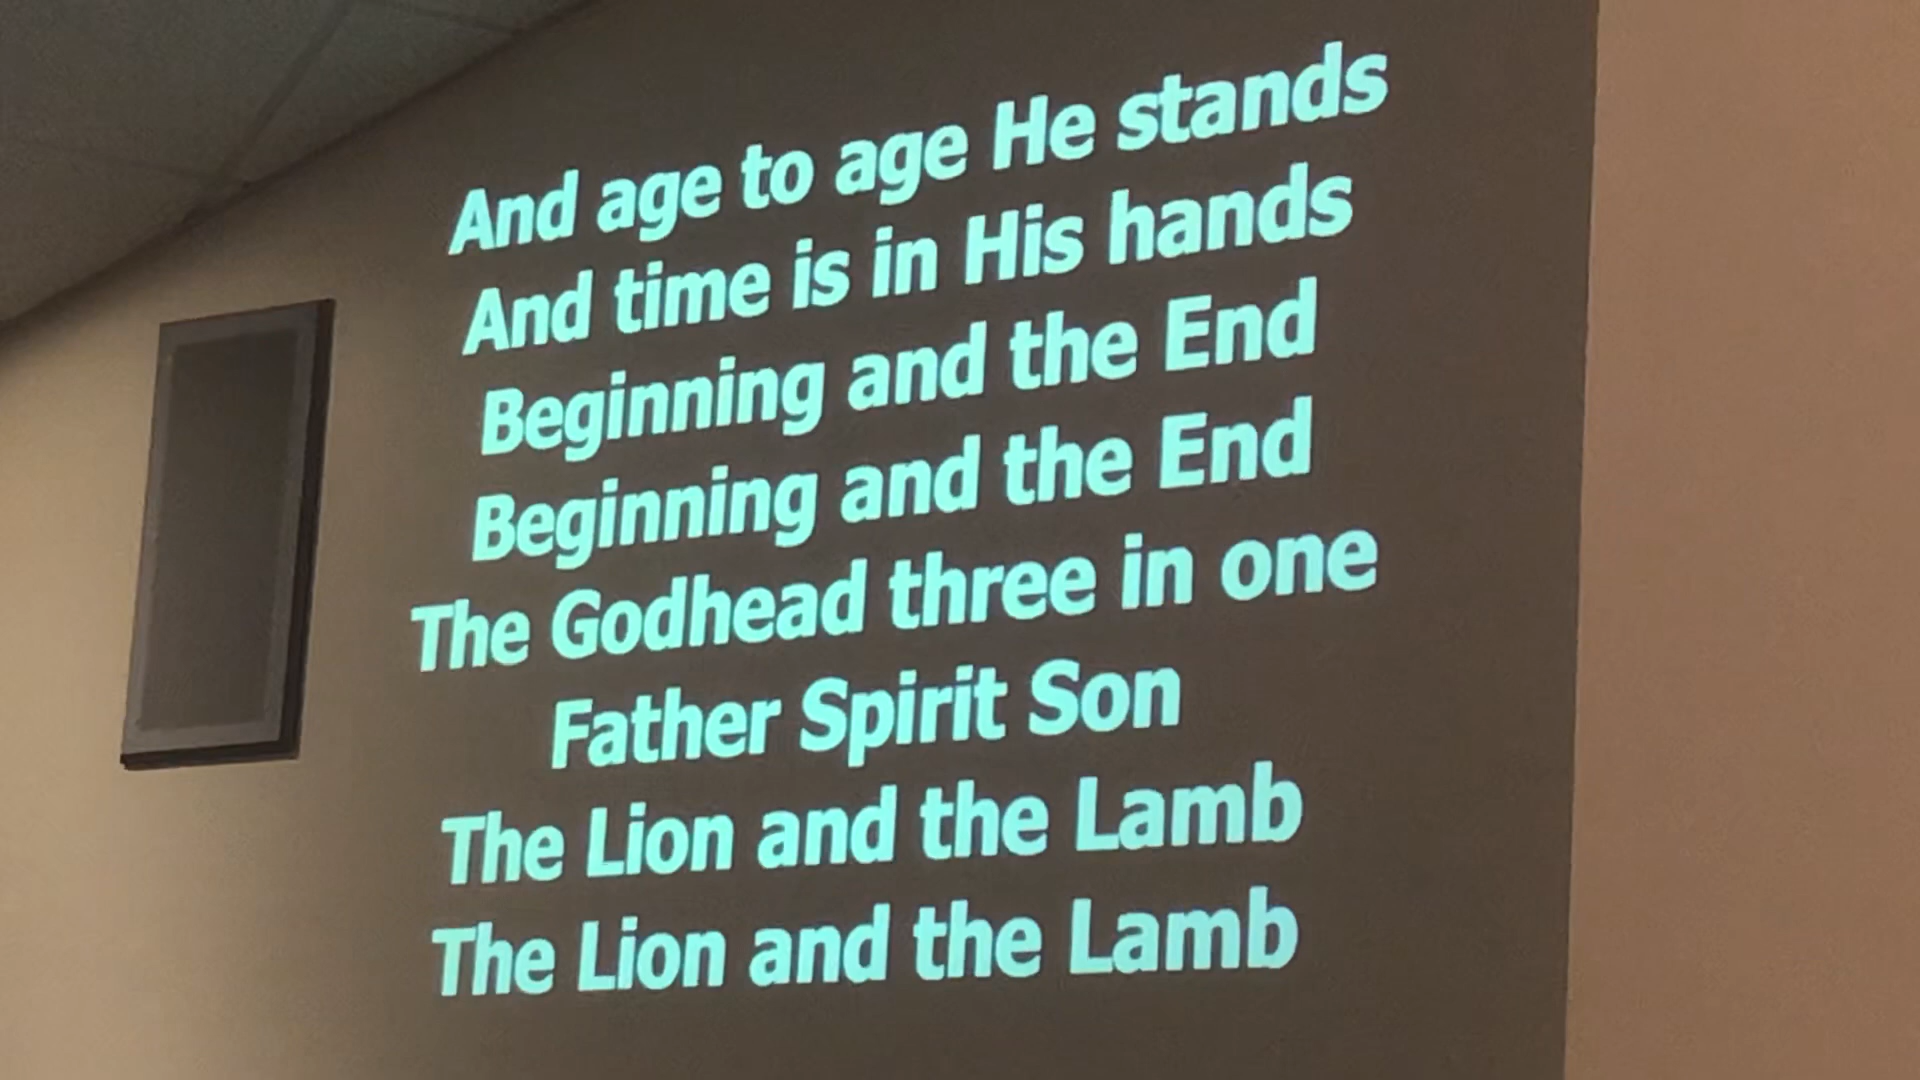 And age to age He stands
And time is in His hands
Beginning and the End
Beginning and the End
The Godhead three in one
Father Spirit Son
The Lion and the Lamb
The Lion and the Lamb